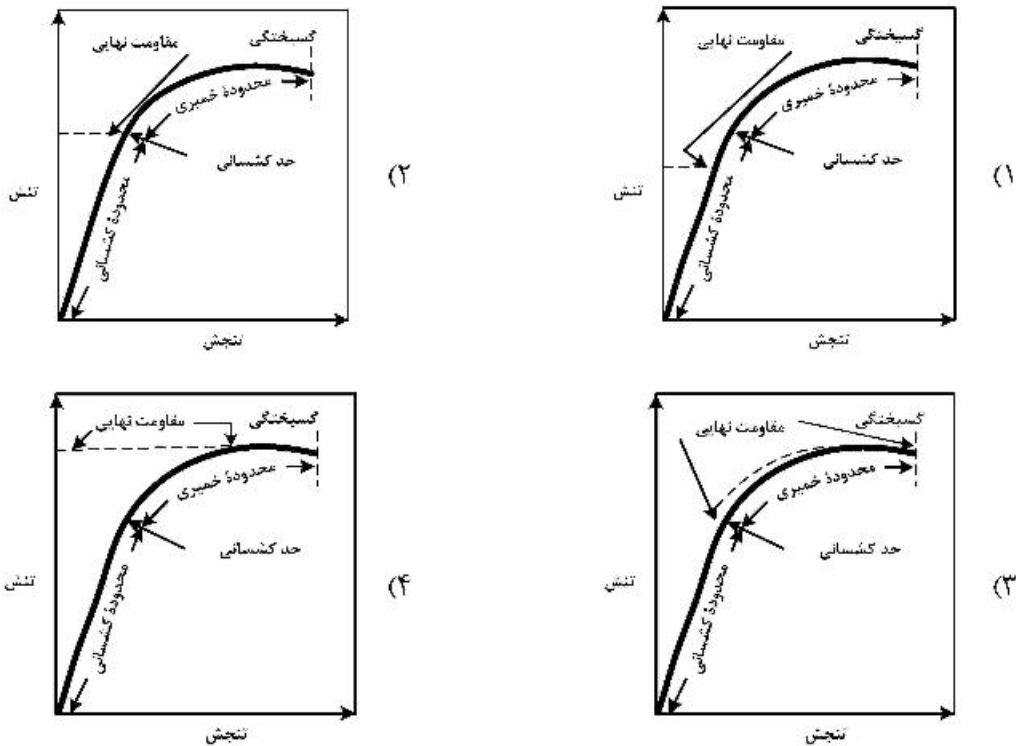 گسیختگی
مقاومت نهایی
محدودهٔ خمیری
حد کشسانی
محدودهٔ کشسانی
تنش
تنجش
۱)
گسیختگی
مقاومت نهایی
محدودهٔ خمیری
حد کشسانی
محدودهٔ کشسانی
تنش
تنجش
۲)
گسیختگی
مقاومت نهایی
محدودهٔ خمیری
حد کشسانی
محدودهٔ کشسانی
تنش
تنجش
۳)
گسیختگی
مقاومت نهایی
محدودهٔ خمیری
حد کشسانی
محدودهٔ کشسانی
تنش
تنجش
۴)